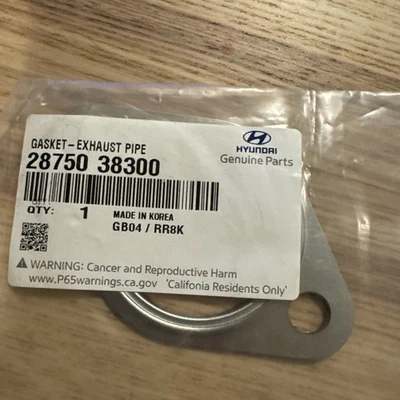 GASKET-EXHAUST PIPE
28750 38300
HYUNDAI
Genuine Parts
QTY: 1
MADE IN KOREA
GB04 / RR8K
WARNING: Cancer and Reproductive Harm
www.P65warnings.ca.gov 'Califonia Residents Only'